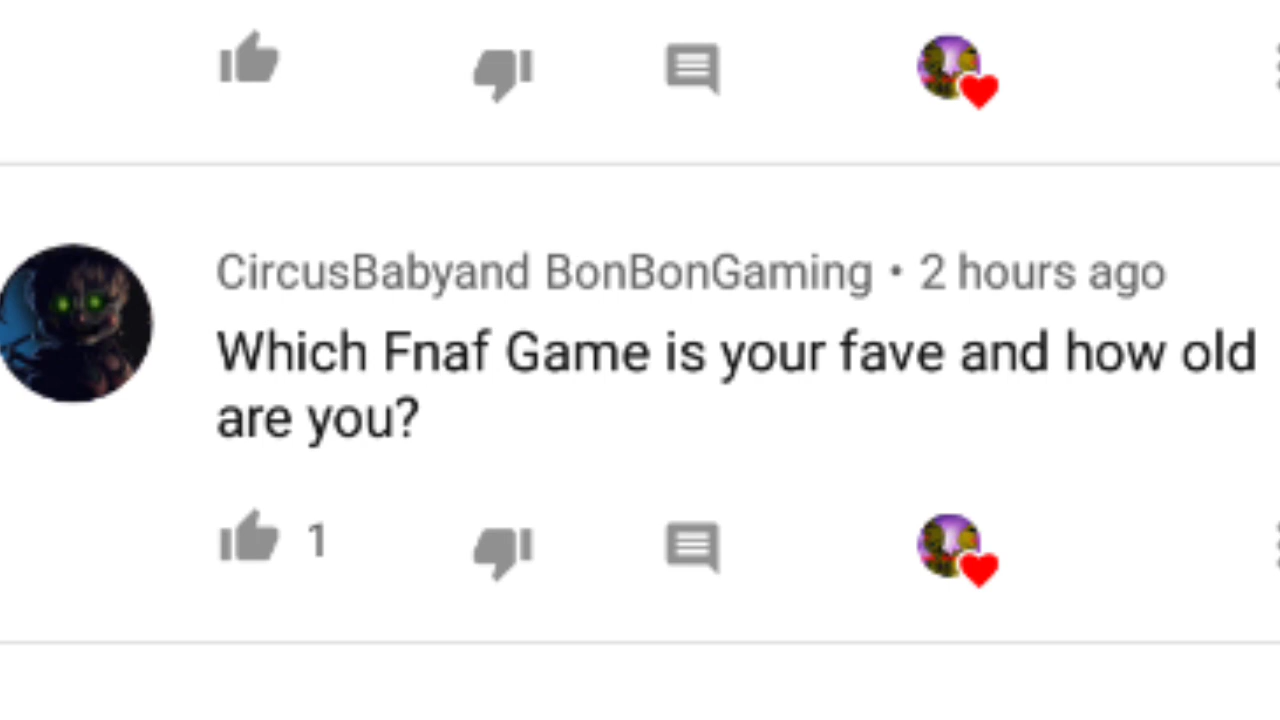 CircusBabyand BonBonGaming • 2 hours ago
Which Fnaf Game is your fave and how old
are you?
1